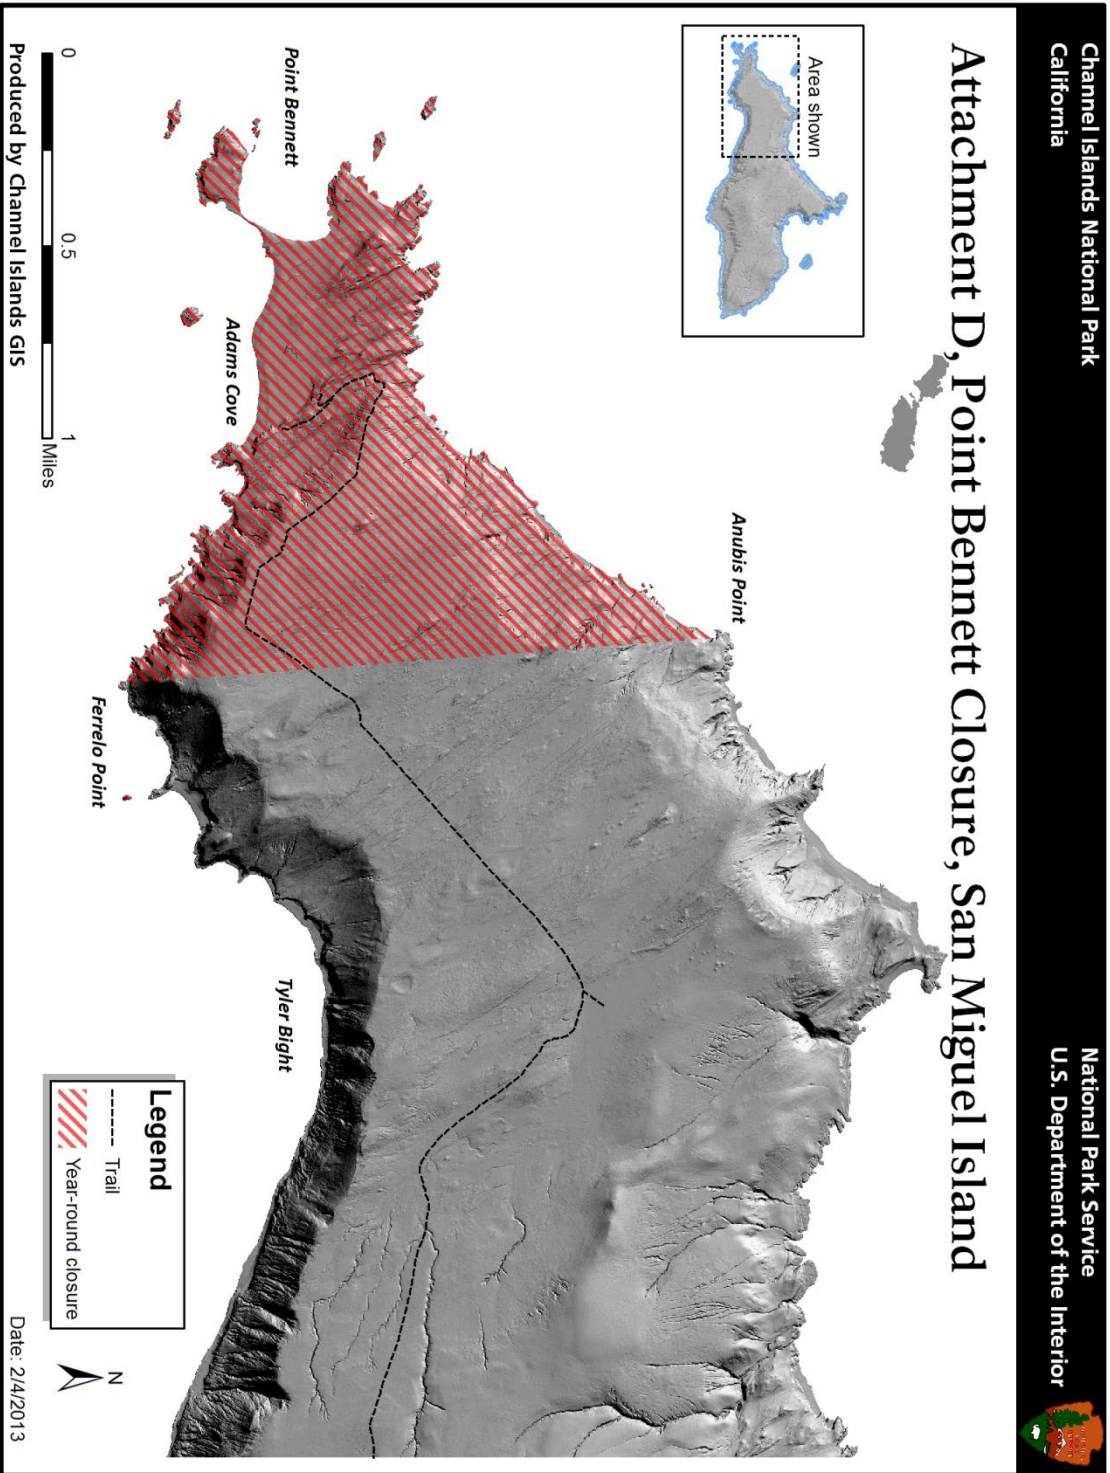 Channel Islands National Park
California
National Park Service
U.S. Department of the Interior
Attachment D, Point Bennett Closure, San Miguel Island
Area shown
Anubis Point
Point Bennett
Adams Cove
Ferrelo Point
Tyler Bight
Legend
Trail
Year-round closure
N
0
0.5
1
Miles
Produced by Channel Islands GIS
Date: 2/4/2013